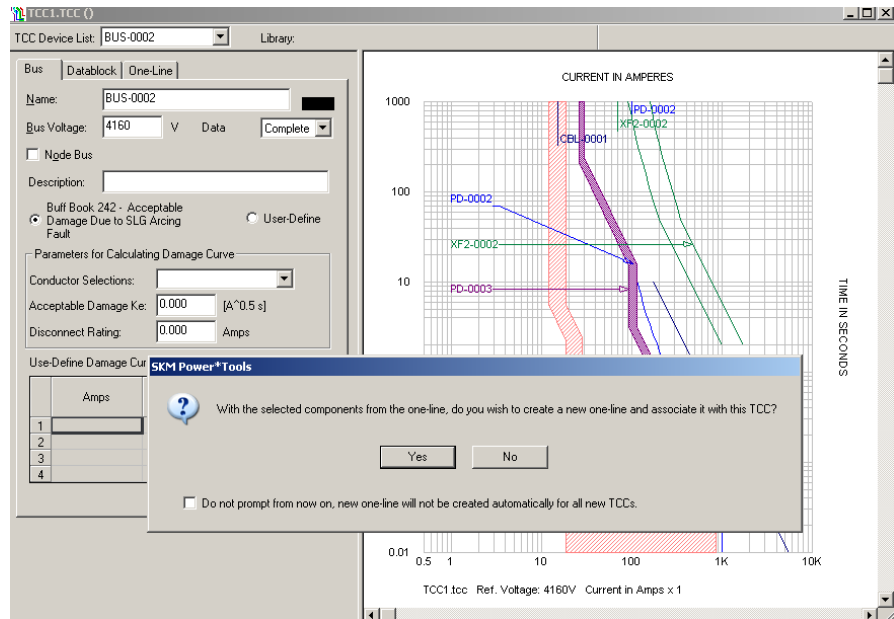 TCC1.TCC ()
TCC Device List: BUS-0002 Library:
Bus Datablock One-Line
Name: BUS-0002
Bus Voltage: 4160 V Data Complete
Node Bus
Description:
Buff Book 242 - Acceptable
Damage Due to SLG Arcing
Fault
User-Define
Parameters for Calculating Damage Curve
Conductor Selections:
Acceptable Damage Ke: 0.000 [A^0.5 s]
Disconnect Rating: 0.000 Amps
Use-Define Damage Cur
Amps
1
2
3
4
CURRENT IN AMPERES
1000
PD-0002
XF2-0002
CBL-0001
100
PD-0002
XF2-0002
10
PD-0003
TIME IN SECONDS
SKM Power*Tools
With the selected components from the one-line, do you wish to create a new one-line and associate it with this TCC?
Yes No
Do not prompt from now on, new one-line will not be created automatically for all new TCCs.
0.01
0.5 1 10 100 1K 10K
TCC1.tcc Ref. Voltage: 4160V Current in Amps x 1